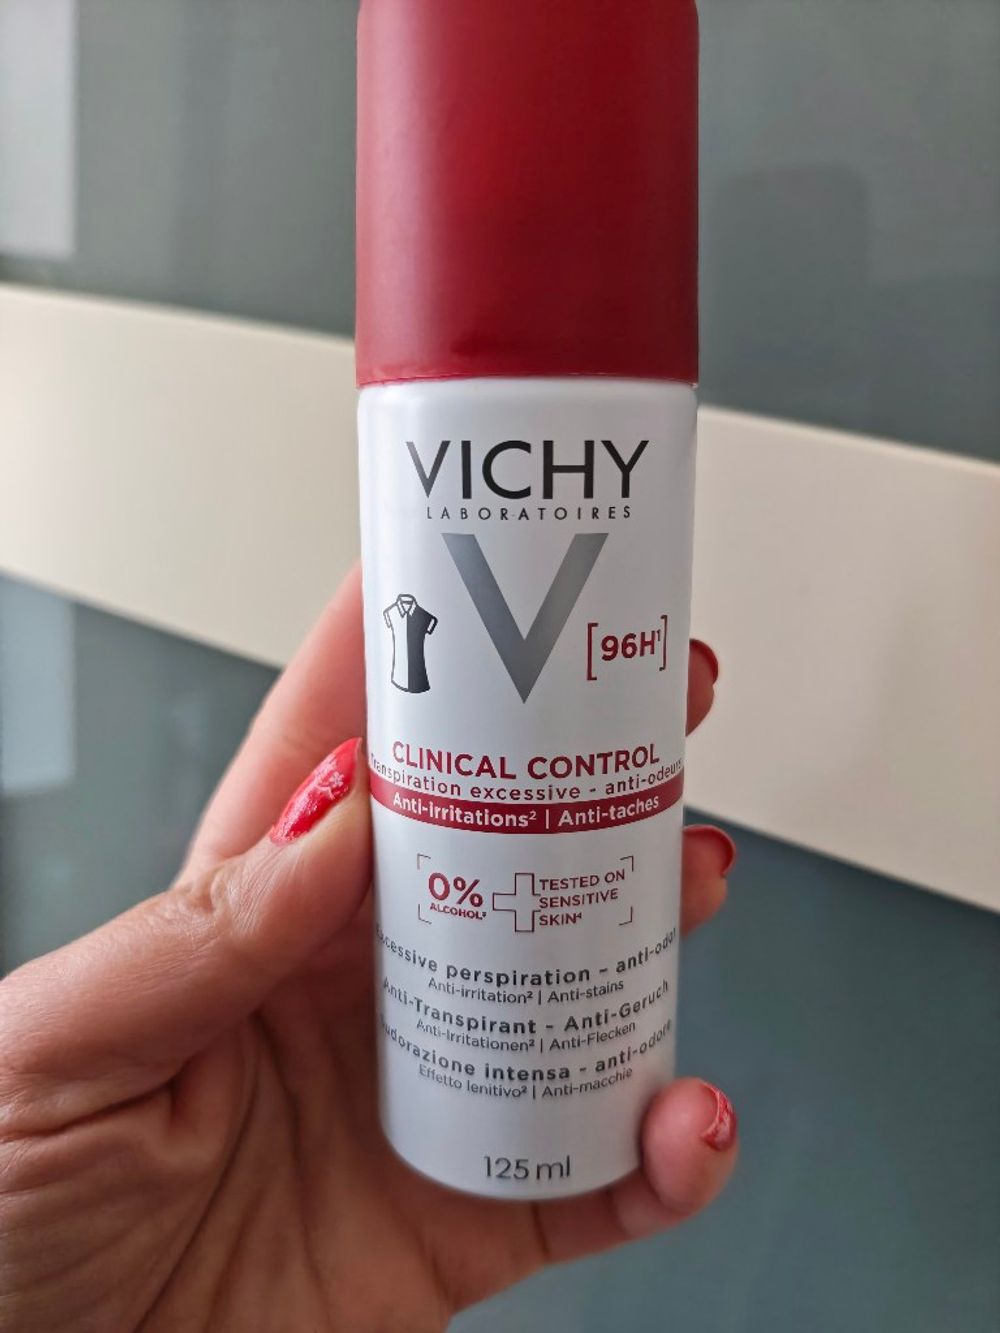 VICHY
LABORATOIRES
V
[96H¹]
CLINICAL CONTROL
Transpiration excessive - anti-odeurs
Anti-irritations² | Anti-taches
0%
ALCOHOL³
TESTED ON
SENSITIVE
SKIN⁴
Excessive perspiration - anti-odor
Anti-irritation² | Anti-stains
Anti-Transpirant - Anti-Geruch
Anti-Irritationen² | Anti-Flecken
Sudorazione intensa - anti-odore
Effetto lenitivo² | Anti-macchie
125 ml